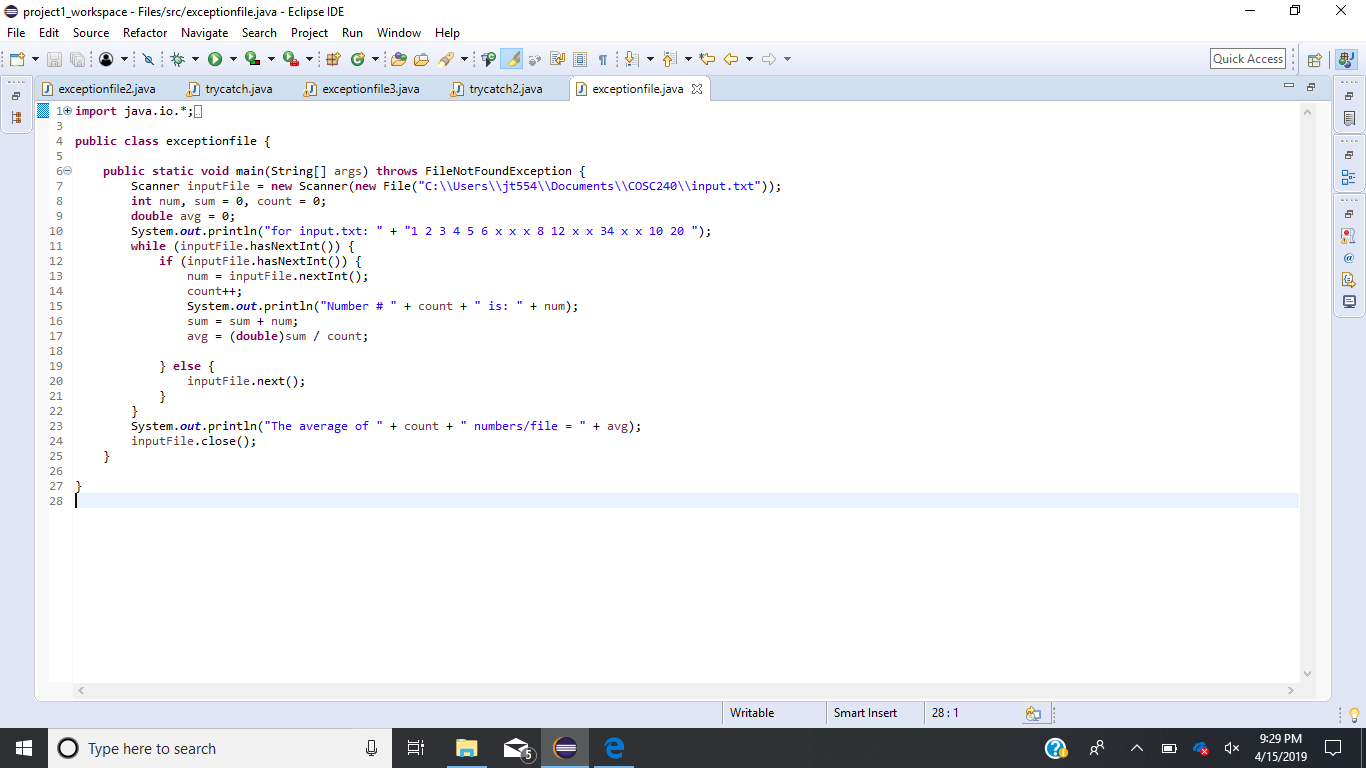 project1_workspace - Files/src/exceptionfile.java - Eclipse IDE
File Edit Source Refactor Navigate Search Project Run Window Help
Quick Access
exceptionfile2.java trycatch.java exceptionfile3.java trycatch2.java exceptionfile.java
1 import java.io.*;
3
4 public class exceptionfile {
5
6 public static void main(String[] args) throws FileNotFoundException {
7 Scanner inputFile = new Scanner(new File("C:\\Users\\jt554\\Documents\\COSC240\\input.txt"));
8 int num, sum = 0, count = 0;
9 double avg = 0;
10 System.out.println("for input.txt: " + "1 2 3 4 5 6 x x x 8 12 x x 34 x x 10 20 ");
11 while (inputFile.hasNextInt()) {
12 if (inputFile.hasNextInt()) {
13 num = inputFile.nextInt();
14 count++;
15 System.out.println("Number # " + count + " is: " + num);
16 sum = sum + num;
17 avg = (double)sum / count;
18
19 } else {
20 inputFile.next();
21 }
22 }
23 System.out.println("The average of " + count + " numbers/file = " + avg);
24 inputFile.close();
25 }
26
27 }
28
Writable Smart Insert 28 : 1
Type here to search
5
9:29 PM
4/15/2019